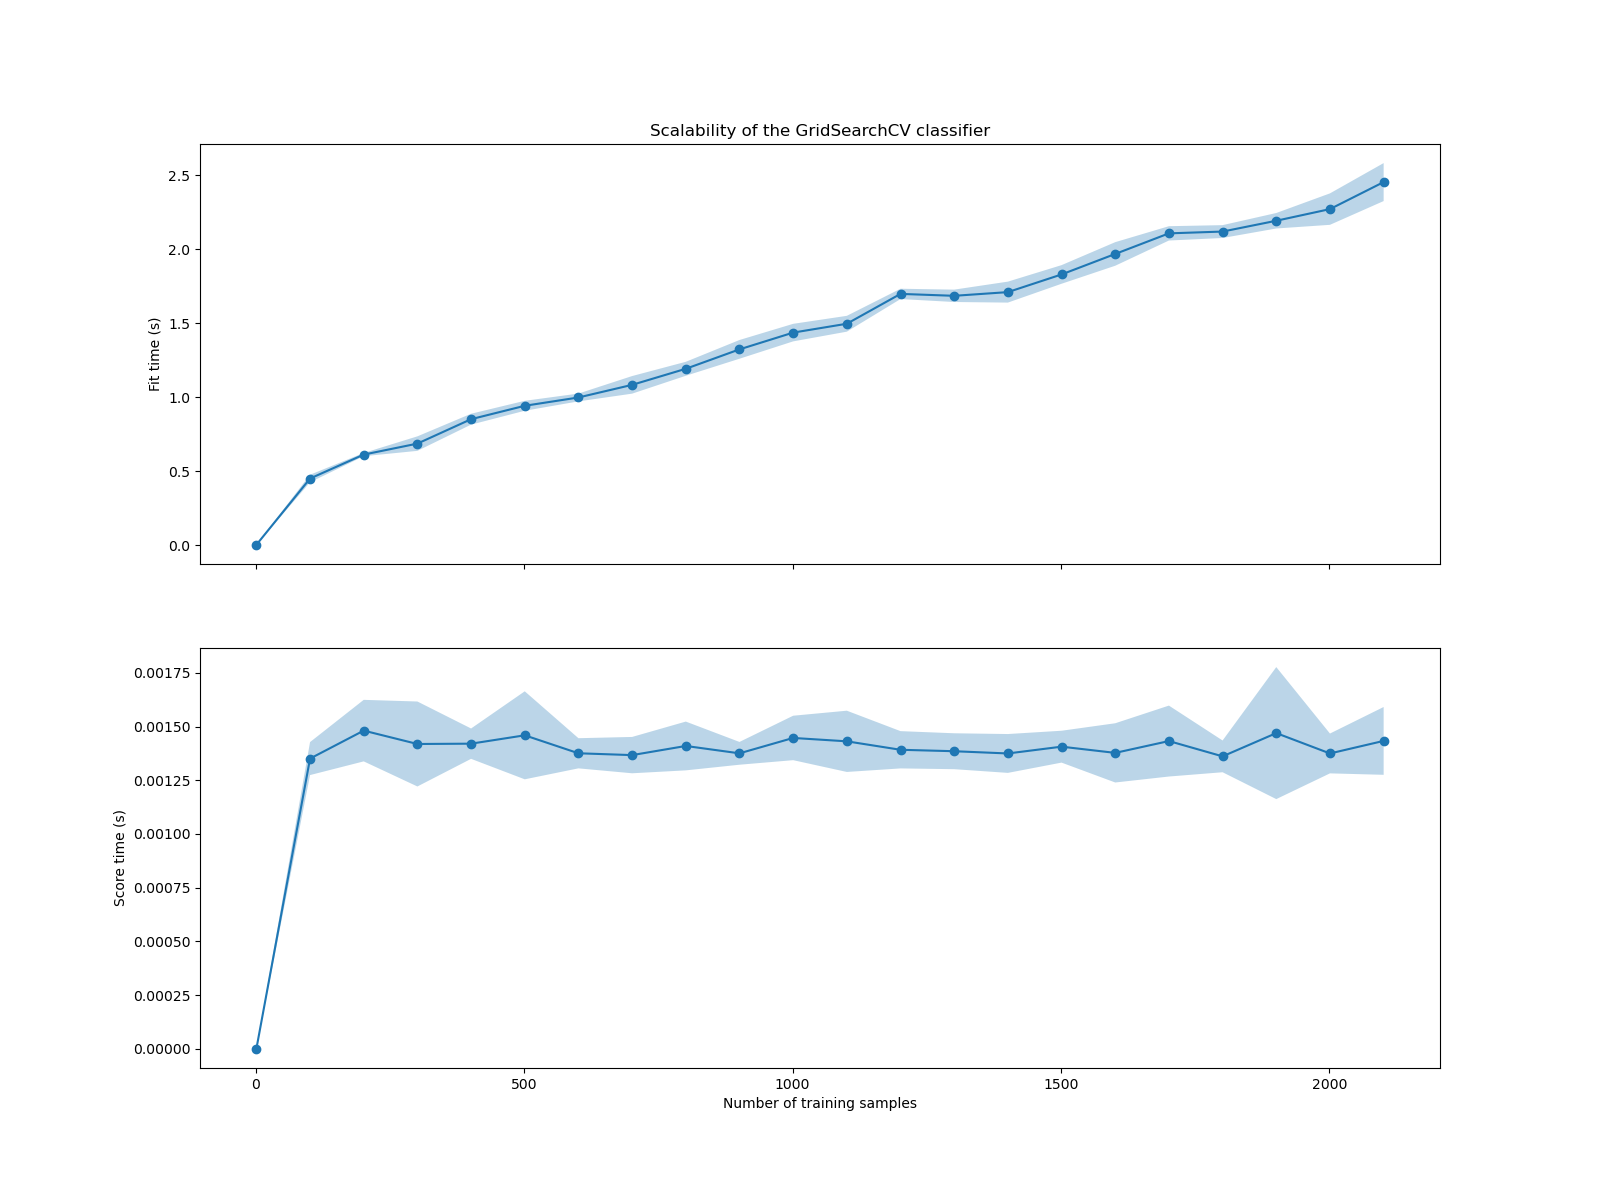 Scalability of the GridSearchCV classifier
2.5
2.0
1.5
1.0
0.5
0.0
Fit time (s)
0.00175
0.00150
0.00125
0.00100
0.00075
0.00050
0.00025
0.00000
Score time (s)
0 500 1000 1500 2000
Number of training samples